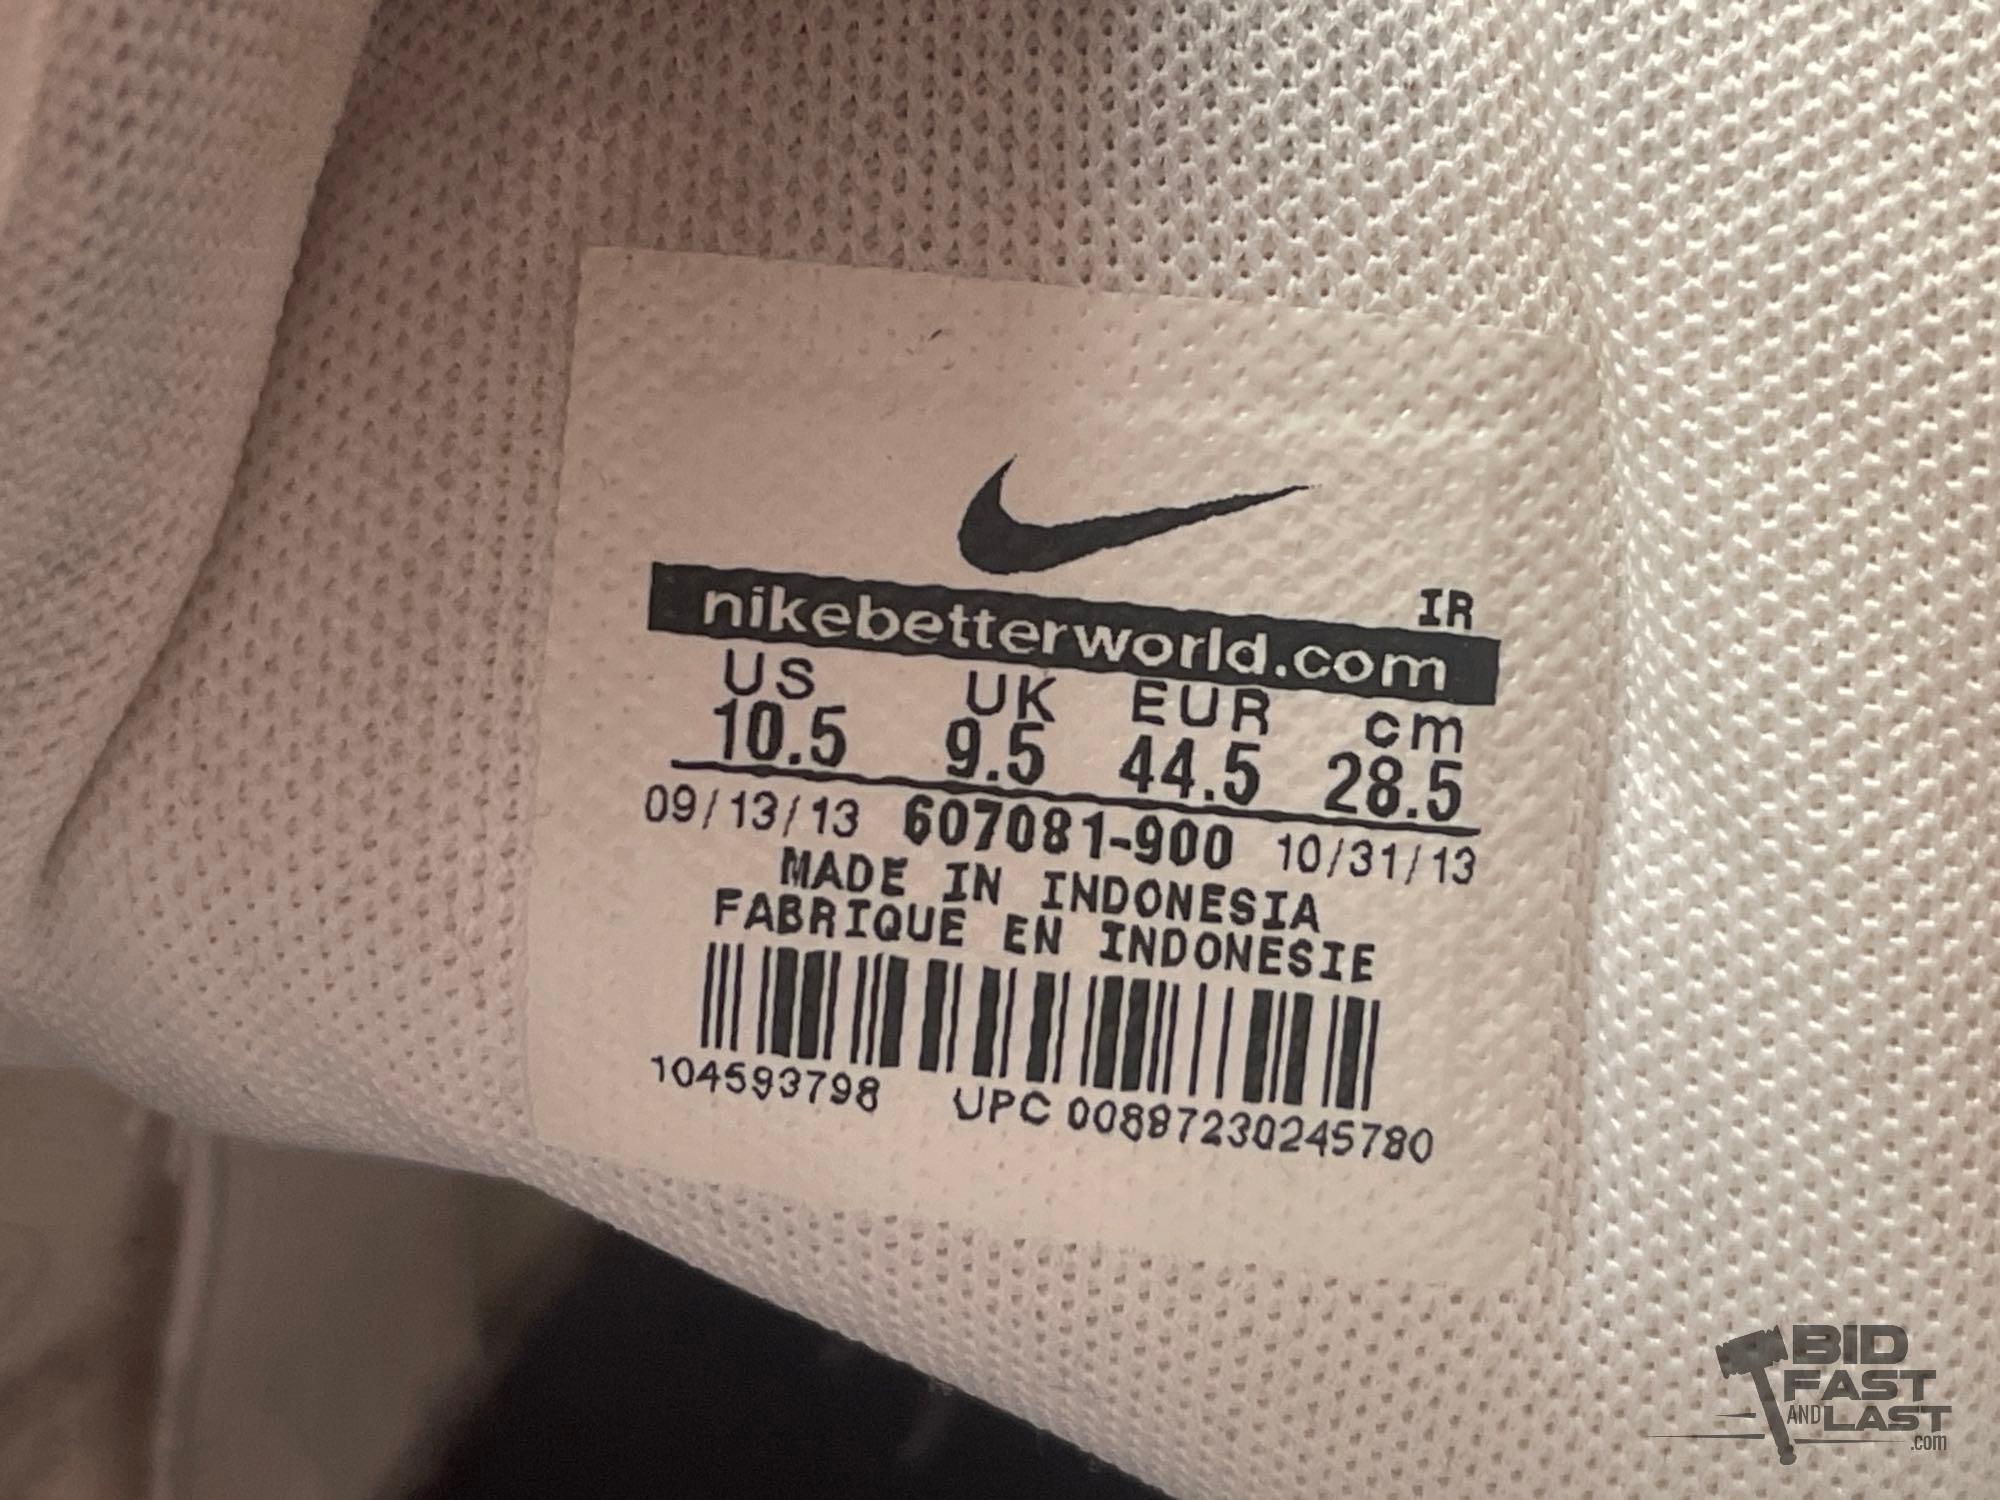 IR
nikebetterworld.com
US UK EUR cm
10.5 9.5 44.5 28.5
09/13/13 607081-900 10/31/13
MADE IN INDONESIA
FABRIQUE EN INDONESIE
104593798 UPC 00887230245780
BID
FAST
AND LAST
.com